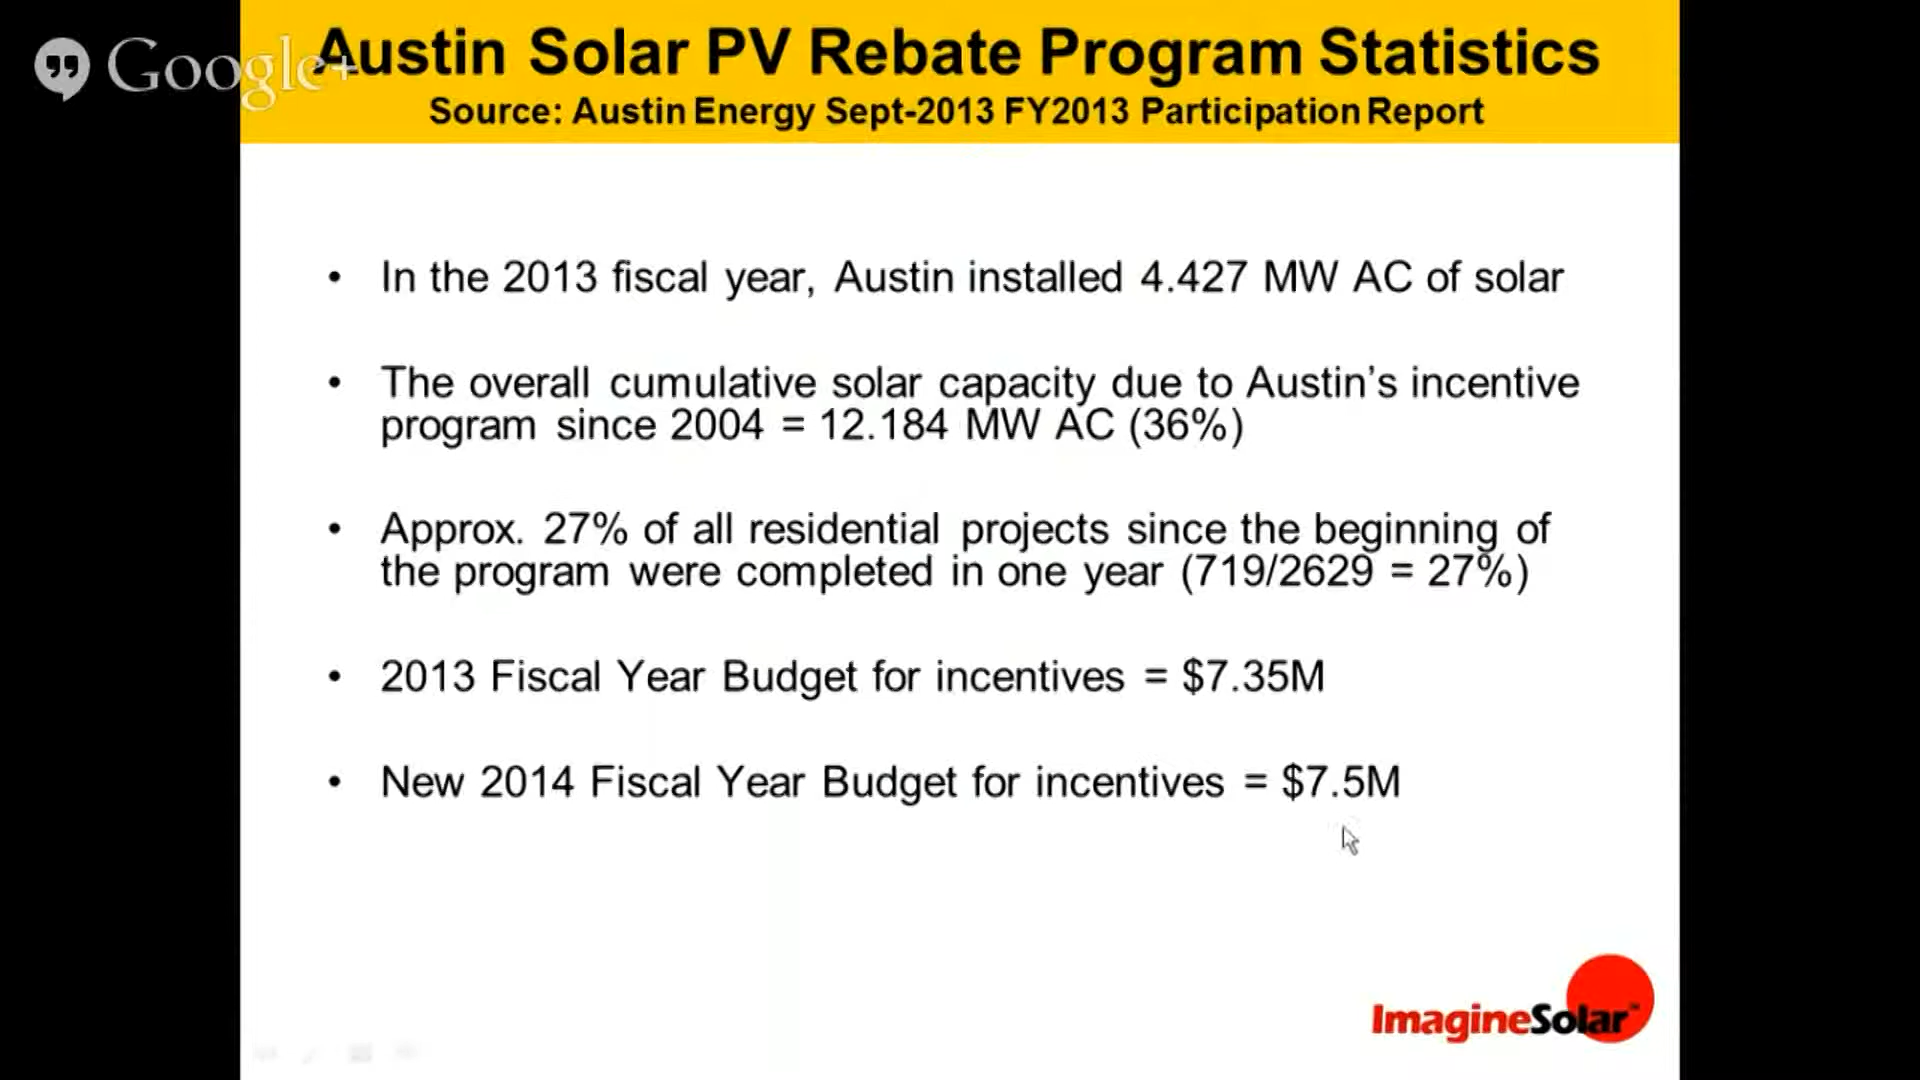 Google+
Austin Solar PV Rebate Program Statistics
Source: Austin Energy Sept-2013 FY2013 Participation Report
• In the 2013 fiscal year, Austin installed 4.427 MW AC of solar
• The overall cumulative solar capacity due to Austin’s incentive
program since 2004 = 12.184 MW AC (36%)
• Approx. 27% of all residential projects since the beginning of
the program were completed in one year (719/2629 = 27%)
• 2013 Fiscal Year Budget for incentives = $7.35M
• New 2014 Fiscal Year Budget for incentives = $7.5M
ImagineSolar™